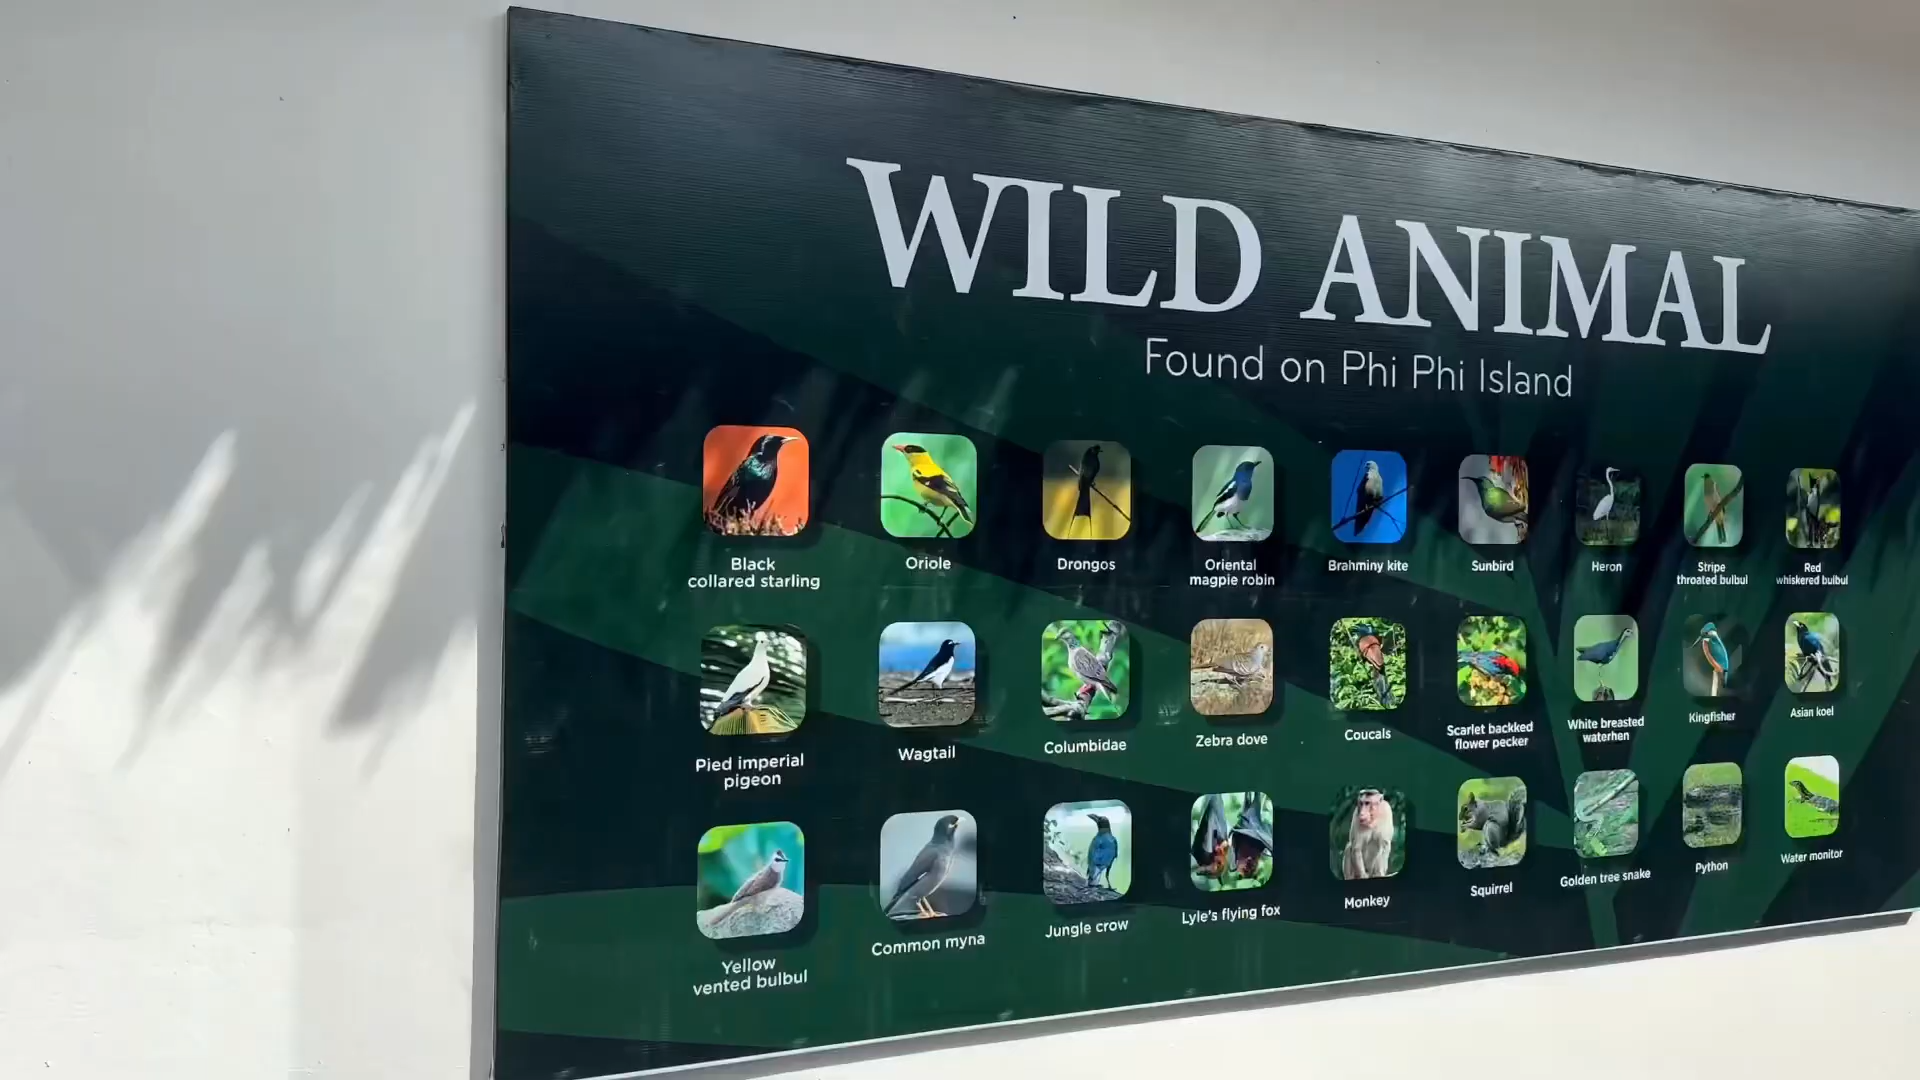 WILD ANIMAL
Found on Phi Phi Island
Black
collared starling
Oriole
Drongos
Oriental
magpie robin
Brahminy kite
Sunbird
Heron
Stripe
throated bulbul
Red
whiskered bulbul
Pied imperial
pigeon
Wagtail
Columbidae
Zebra dove
Coucals
Scarlet backked
flower pecker
White breasted
waterhen
Kingfisher
Asian koel
Yellow
vented bulbul
Common myna
Jungle crow
Lyle's flying fox
Monkey
Squirrel
Golden tree snake
Python
Water monitor